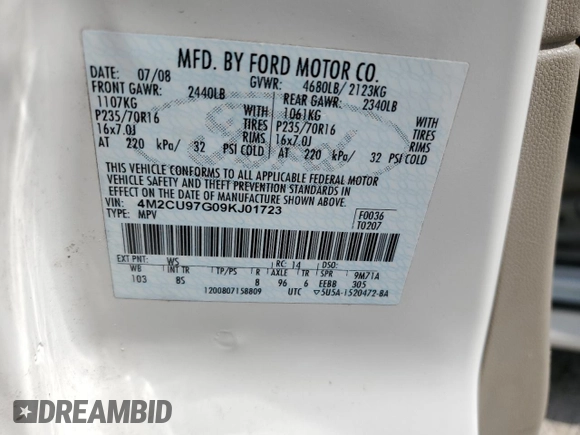 MFD. BY FORD MOTOR CO.
DATE: 07/08 GVWR: 4680LB/ 2123KG
FRONT GAWR: 2440LB REAR GAWR: 2340LB
1107KG WITH 1061KG WITH
P235/70R16 TIRES P235/70R16 TIRES
16x7.0J RIMS 16x7.0J RIMS
AT 220 kPa/ 32 PSI COLD AT 220 kPa/ 32 PSI COLD
THIS VEHICLE CONFORMS TO ALL APPLICABLE FEDERAL MOTOR
VEHICLE SAFETY AND THEFT PREVENTION STANDARDS IN
EFFECT ON THE DATE OF MANUFACTURE SHOWN ABOVE.
VIN: 4M2CU97G09KJ01723 F0036
TYPE: MPV T0207
EXT PNT: WS RC: 14 DSO:
WB INT TR TP/PS R AXLE TR SPR 9M71A
103 BS 8 96 6 EEBB 305
1200807158809 UTC ▽5U5A-1520472-BA
DREAMBID